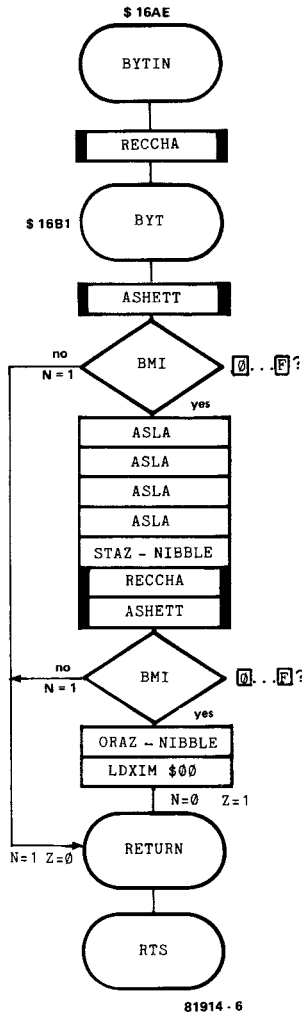 $ 16AE
BYTIN
RECCHA
BYT
$ 16B1
ASHETT
BMI
no
N = 1
0...F?
yes
ASLA
ASLA
ASLA
ASLA
STAZ - NIBBLE
RECCHA
ASHETT
BMI
no
N = 1
0...F?
yes
ORAZ - NIBBLE
LDXIM $00
N=0 Z=1
RETURN
N=1 Z=0
RTS
81914 - 6